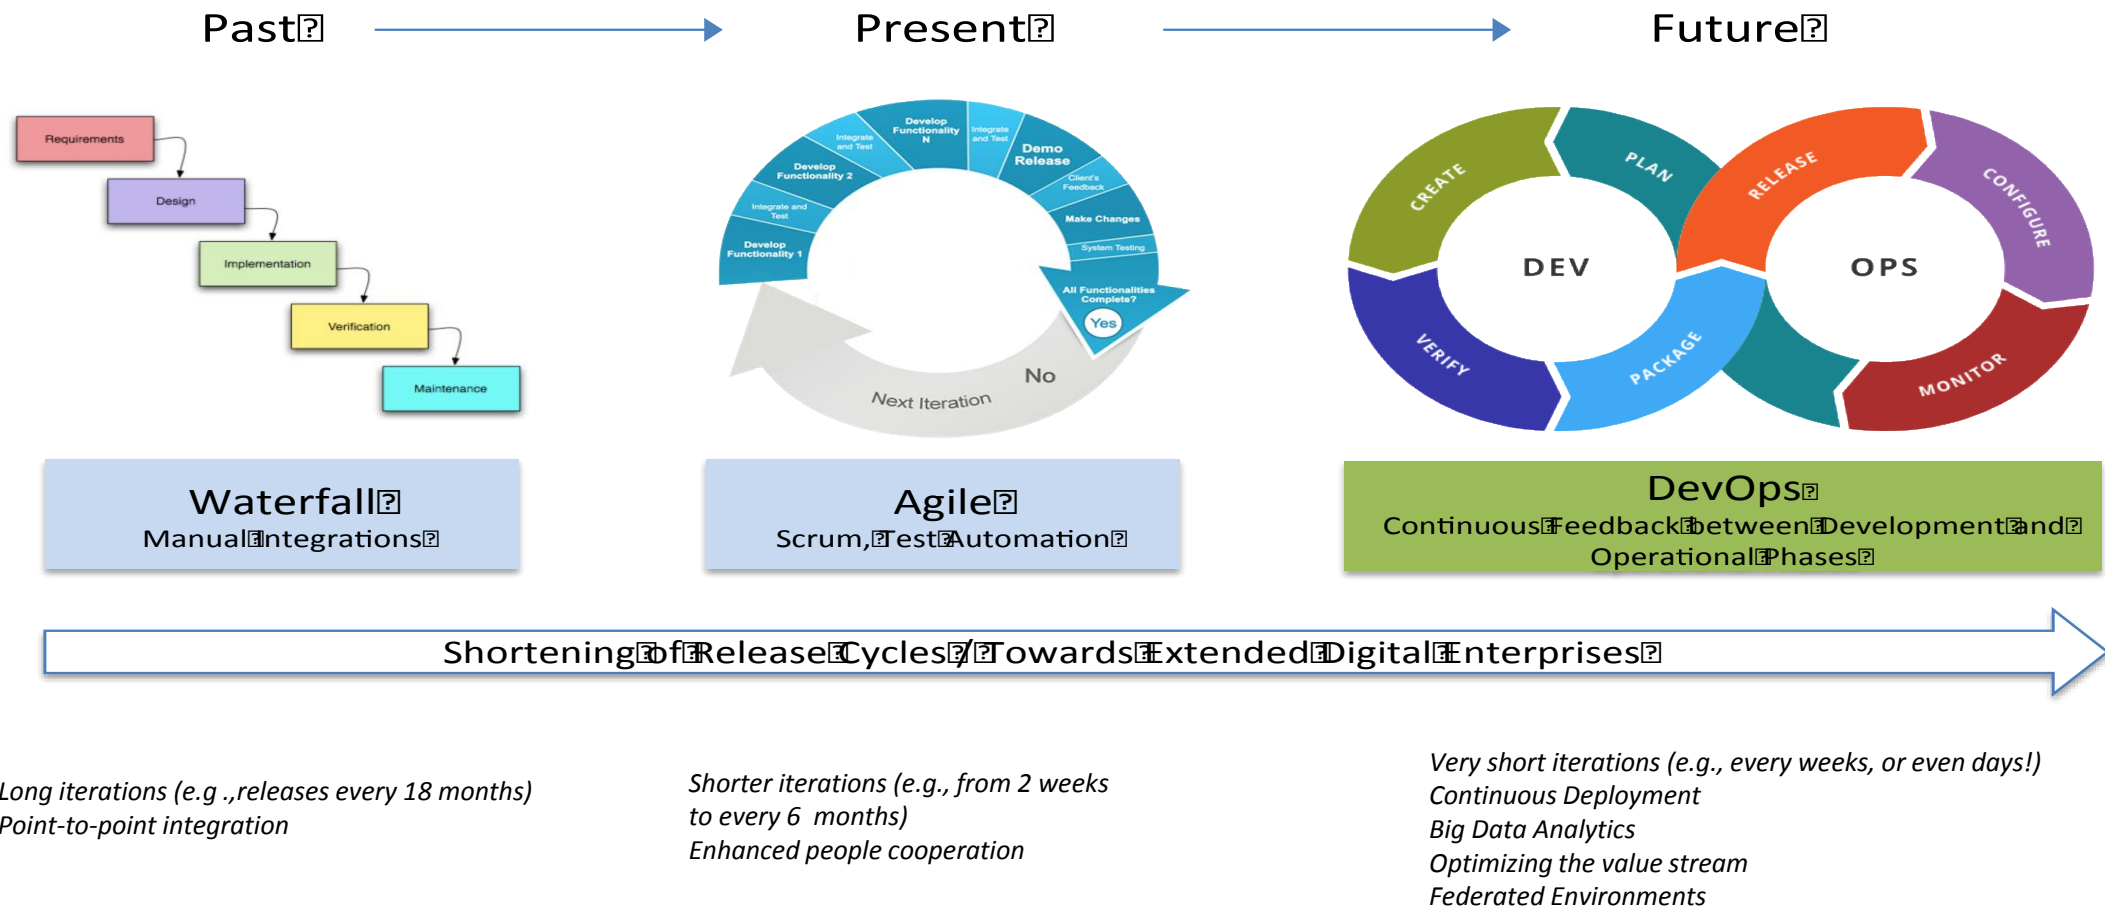 Past⍰
Present⍰
Future⍰
Requirements
Design
Implementation
Verification
Maintenance
Develop
Functionality 1
Integrate and
Test
Develop
Functionality 2
Integrate
and Test
Develop
Functionality
N
Integrate
and Test
Demo
Release
Client's
Feedback
Make Changes
System Testing
All Functionalities
Complete?
Yes
No
Next Iteration
CREATE
PLAN
RELEASE
CONFIGURE
DEV
OPS
VERIFY
PACKAGE
MONITOR
Waterfall⍰
Manual⍰Integrations⍰
Agile⍰
Scrum,⍰Test⍰Automation⍰
DevOps⍰
Continuous⍰Feedback⍰between⍰Development⍰and⍰
Operational⍰Phases⍰
Shortening⍰of⍰Release⍰Cycles⍰/⍰Towards⍰Extended⍰Digital⍰Enterprises⍰
Long iterations (e.g .,releases every 18 months)
Point-to-point integration
Shorter iterations (e.g., from 2 weeks
to every 6 months)
Enhanced people cooperation
Very short iterations (e.g., every weeks, or even days!)
Continuous Deployment
Big Data Analytics
Optimizing the value stream
Federated Environments